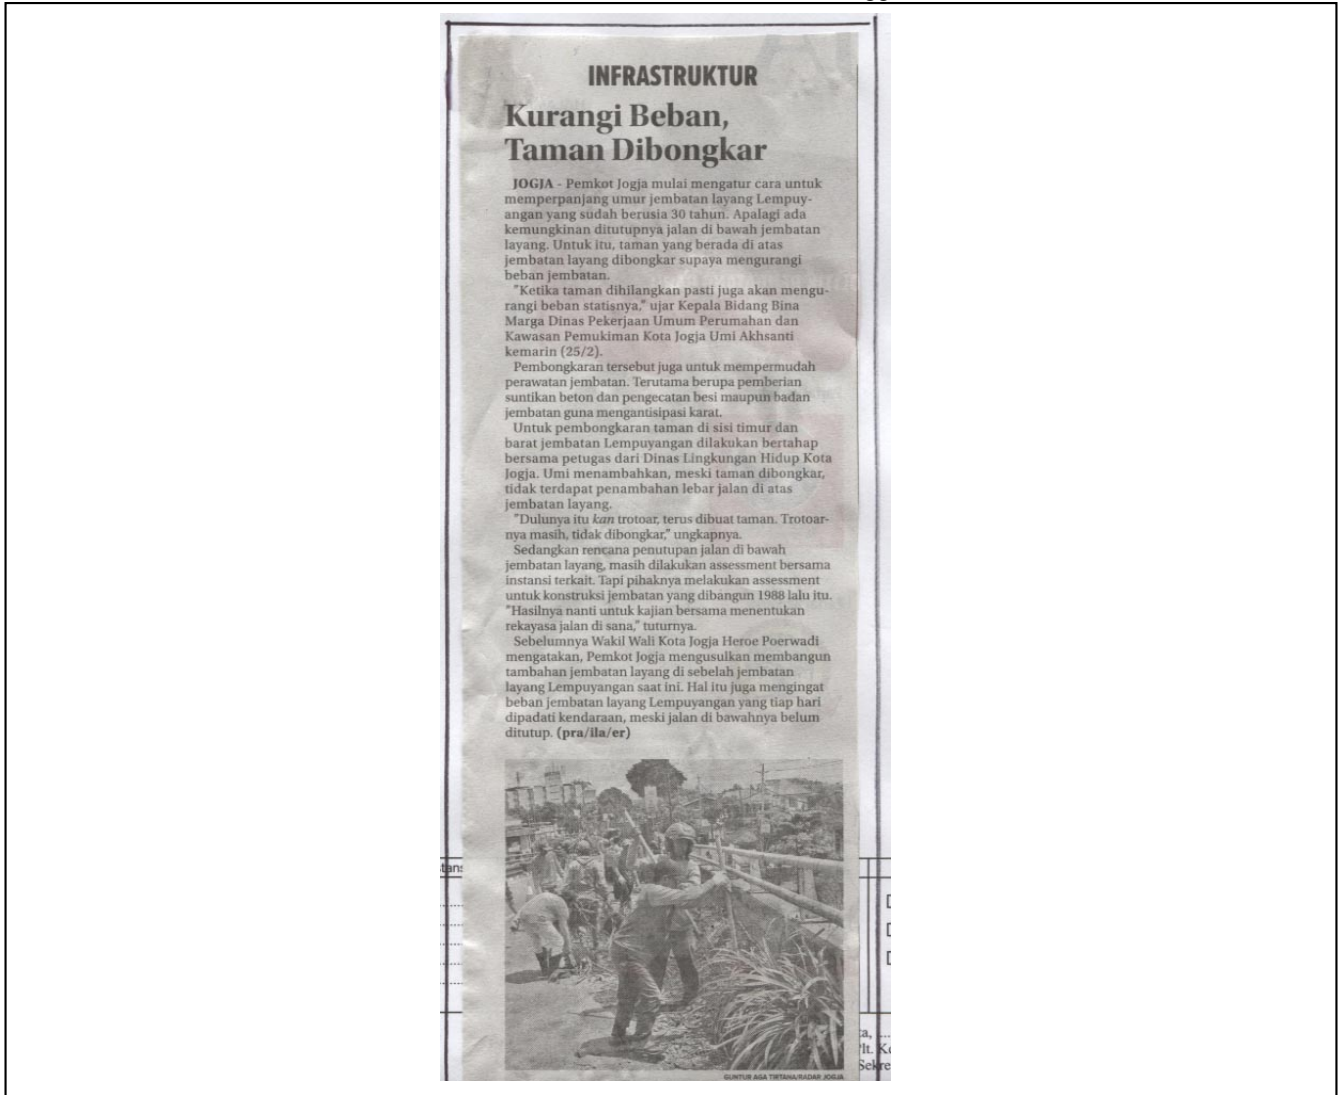 INFRASTRUKTUR
Kurangi Beban,
Taman Dibongkar
JOGJA - Pemkot Jogja mulai mengatur cara untuk
memperpanjang umur jembatan layang Lempuy-
angan yang sudah berusia 30 tahun. Apalagi ada
kemungkinan ditutupnya jalan di bawah jembatan
layang. Untuk itu, taman yang berada di atas
jembatan layang dibongkar supaya mengurangi
beban jembatan.
"Ketika taman dihilangkan pasti juga akan mengu-
rangi beban statisnya," ujar Kepala Bidang Bina
Marga Dinas Pekerjaan Umum Perumahan dan
Kawasan Pemukiman Kota Jogja Umi Akhsanti
kemarin (25/2).
Pembongkaran tersebut juga untuk mempermudah
perawatan jembatan. Terutama berupa pemberian
suntikan beton dan pengecatan besi maupun badan
jembatan guna mengantisipasi karat.
Untuk pembongkaran taman di sisi timur dan
barat jembatan Lempuyangan dilakukan bertahap
bersama petugas dari Dinas Lingkungan Hidup Kota
Jogja. Umi menambahkan, meski taman dibongkar,
tidak terdapat penambahan lebar jalan di atas
jembatan layang.
"Dulunya itu kan trotoar, terus dibuat taman. Trotoar-
nya masih, tidak dibongkar," ungkapnya.
Sedangkan rencana penutupan jalan di bawah
jembatan layang, masih dilakukan assessment bersama
instansi terkait. Tapi pihaknya melakukan assessment
untuk konstruksi jembatan yang dibangun 1988 lalu itu.
"Hasilnya nanti untuk kajian bersama menentukan
rekayasa jalan di sana," tuturnya.
Sebelumnya Wakil Wali Kota Jogja Heroe Poerwadi
mengatakan, Pemkot Jogja mengusulkan membangun
tambahan jembatan layang di sebelah jembatan
layang Lempuyangan saat ini. Hal itu juga mengingat
beban jembatan layang Lempuyangan yang tiap hari
dipadati kendaraan, meski jalan di bawahnya belum
ditutup. (pra/ila/er)
GUNTUR AGA TIRTANA/RADAR JOGJA